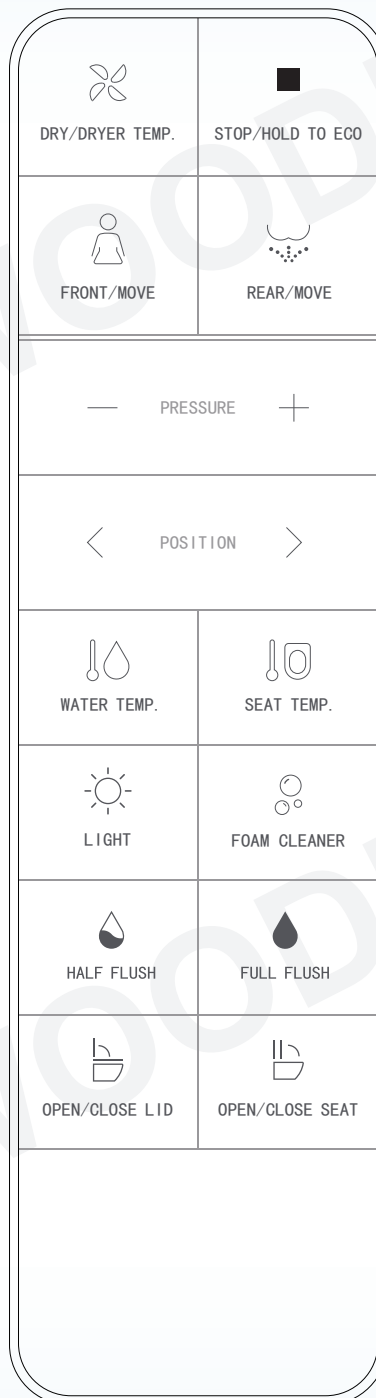 DRY/DRYER TEMP. STOP/HOLD TO ECO
FRONT/MOVE REAR/MOVE
— PRESSURE +
< POSITION >
WATER TEMP. SEAT TEMP.
LIGHT FOAM CLEANER
HALF FLUSH FULL FLUSH
OPEN/CLOSE LID OPEN/CLOSE SEAT